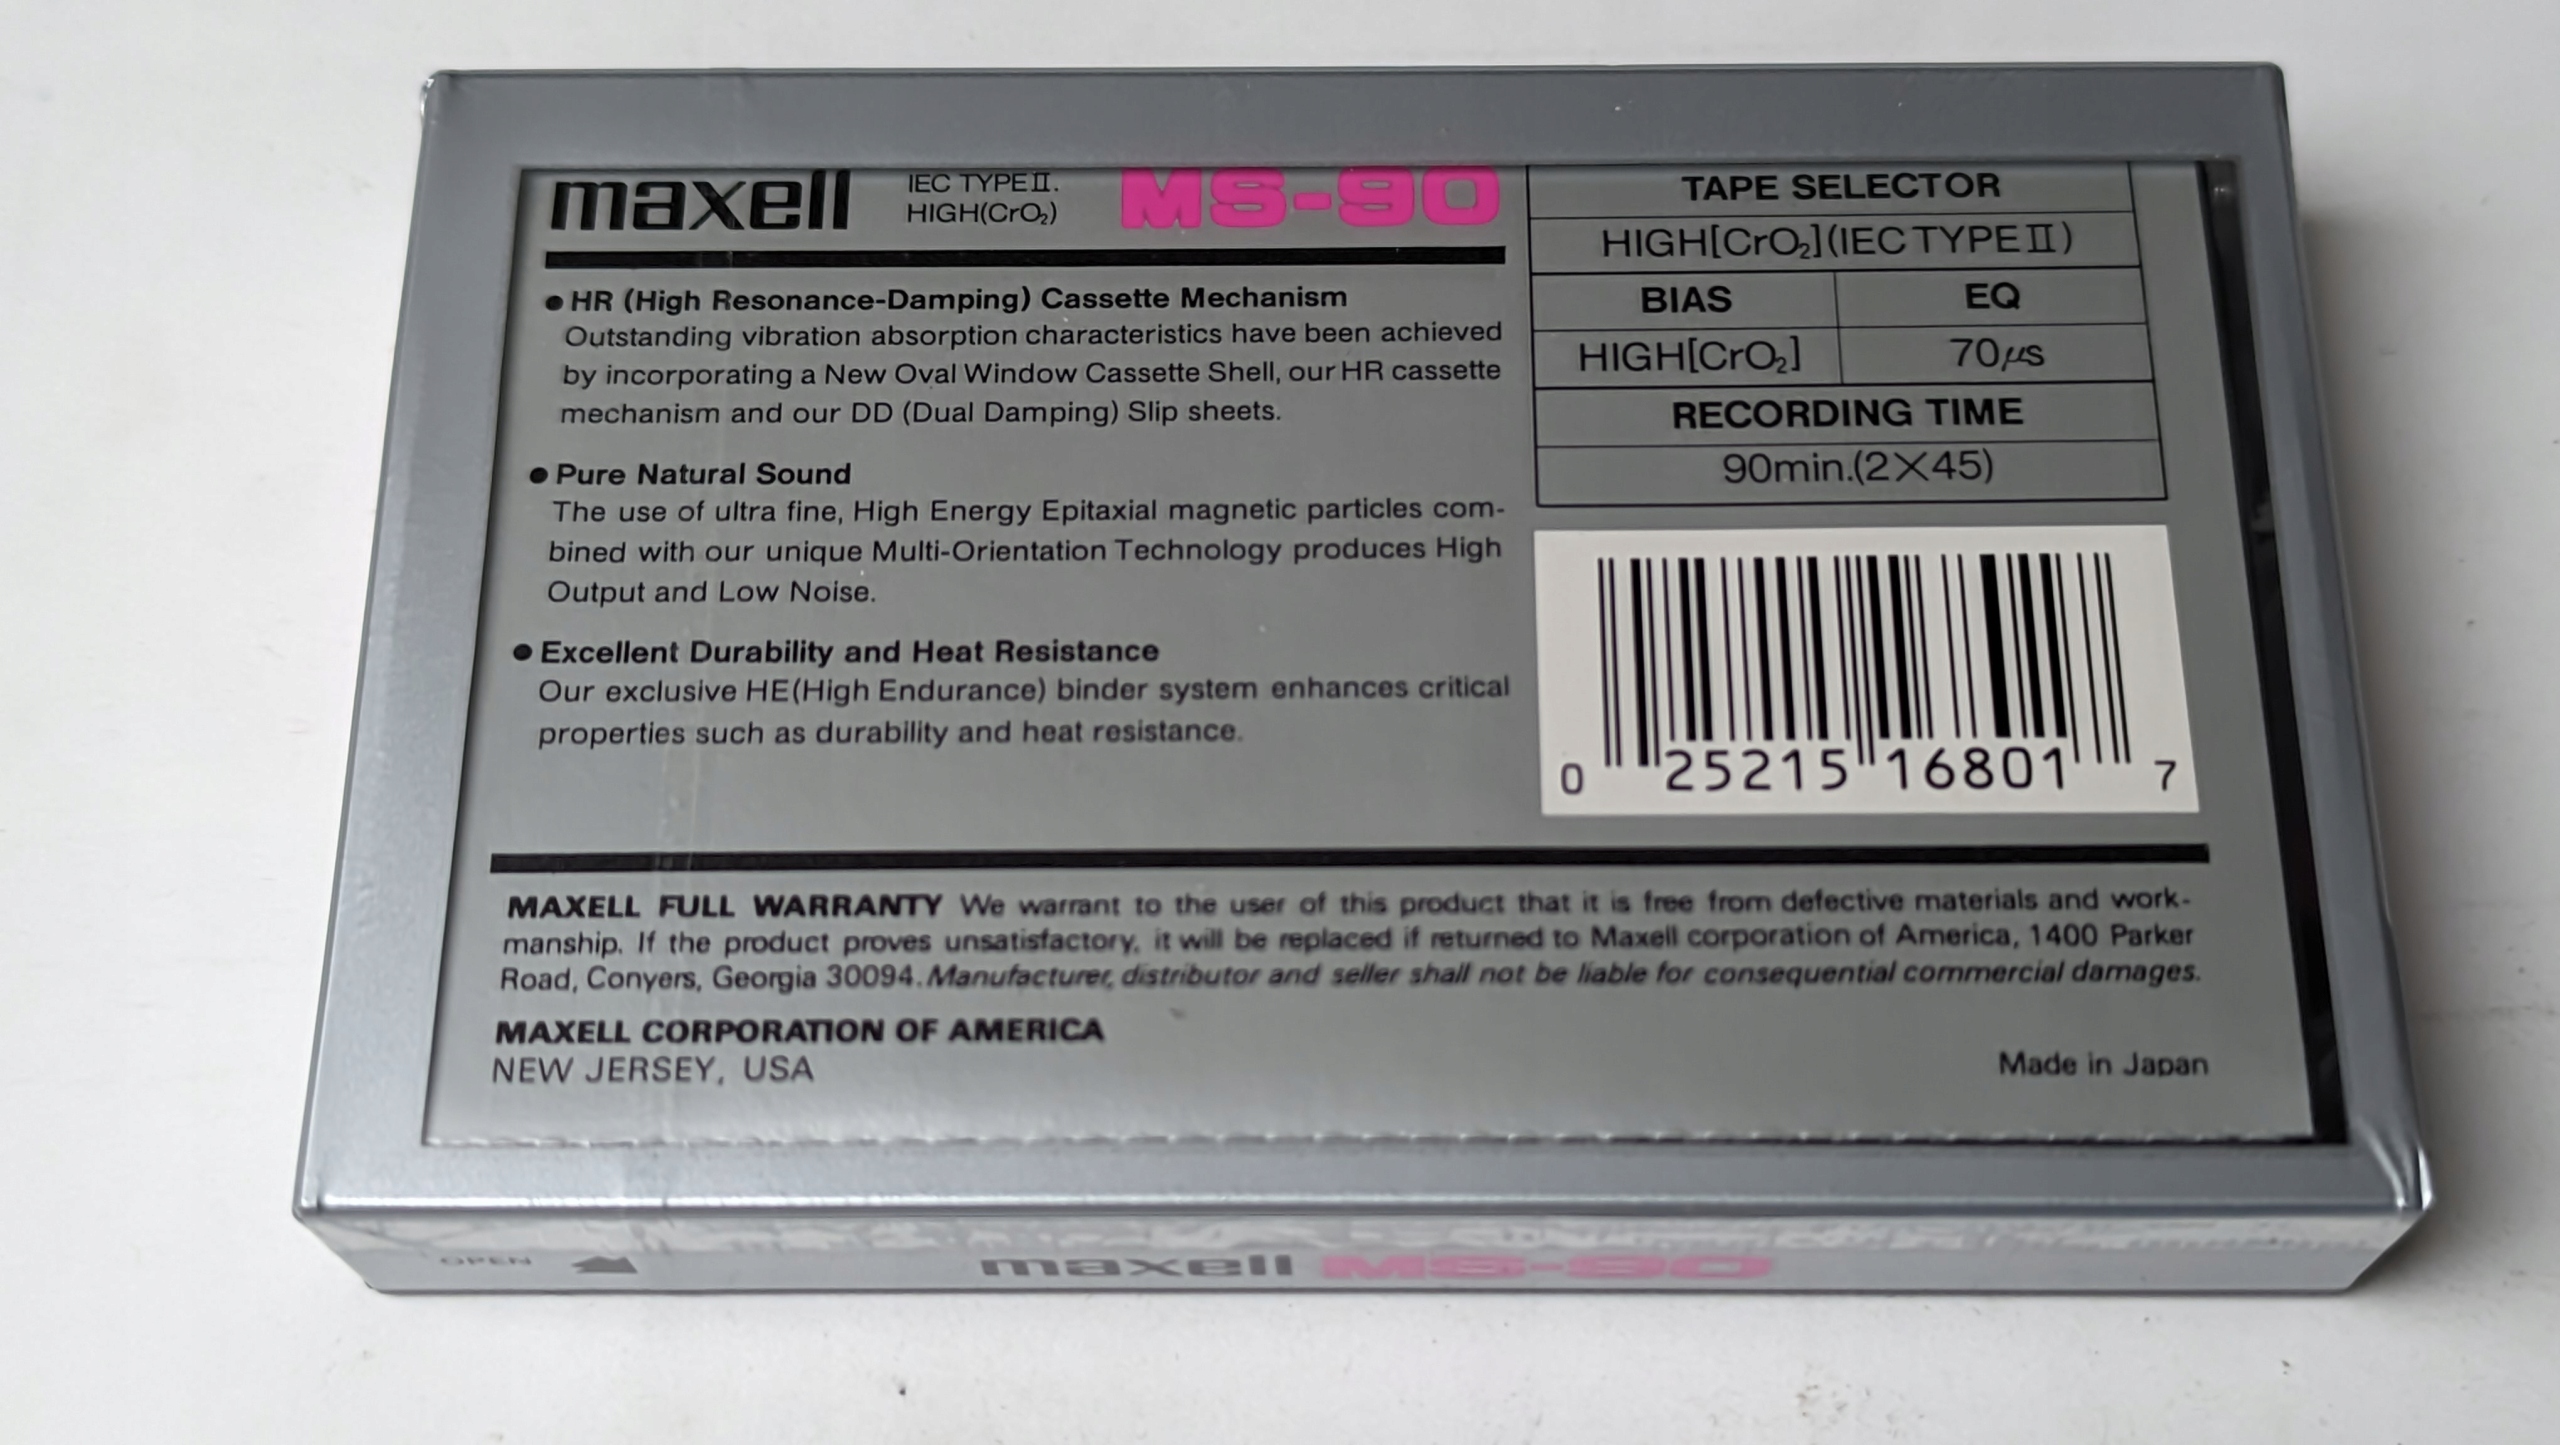 maxell IEC TYPE II. HIGH(CrO₂) MS-90
● HR (High Resonance-Damping) Cassette Mechanism
Outstanding vibration absorption characteristics have been achieved
by incorporating a New Oval Window Cassette Shell, our HR cassette
mechanism and our DD (Dual Damping) Slip sheets.
● Pure Natural Sound
The use of ultra fine, High Energy Epitaxial magnetic particles com-
bined with our unique Multi-Orientation Technology produces High
Output and Low Noise.
● Excellent Durability and Heat Resistance
Our exclusive HE(High Endurance) binder system enhances critical
properties such as durability and heat resistance.
TAPE SELECTOR
HIGH[CrO₂](IEC TYPE II)
BIAS EQ
HIGH[CrO₂] 70μs
RECORDING TIME
90min.(2X45)
0 25215 16801 7
MAXELL FULL WARRANTY We warrant to the user of this product that it is free from defective materials and work-
manship. If the product proves unsatisfactory, it will be replaced if returned to Maxell corporation of America, 1400 Parker
Road, Conyers, Georgia 30094. Manufacturer, distributor and seller shall not be liable for consequential commercial damages.
MAXELL CORPORATION OF AMERICA
NEW JERSEY, USA
Made in Japan
OPEN maxell MS-90